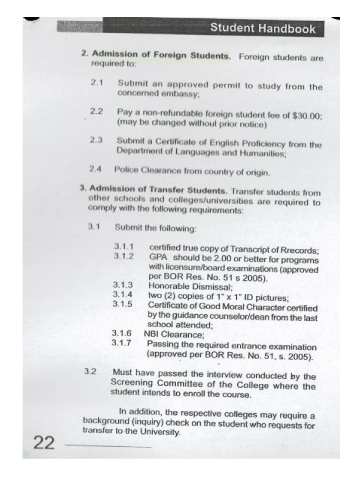 Student Handbook
2. Admission of Foreign Students. Foreign students are
required to:
2.1 Submit an approved permit to study from the
concerned embassy;
2.2 Pay a non-refundable foreign student fee of $30.00;
(may be changed without prior notice)
2.3 Submit a Certificate of English Proficiency from the
Department of Languages and Humanities;
2.4 Police Clearance from country of origin.
3. Admission of Transfer Students. Transfer students from
other schools and colleges/universities are required to
comply with the following requirements:
3.1 Submit the following:
3.1.1 certified true copy of Transcript of Rrecords;
3.1.2 GPA should be 2.00 or better for programs
with licensure/board examinations (approved
per BOR Res. No. 51 s 2005).
3.1.3 Honorable Dismissal;
3.1.4 two (2) copies of 1" x 1" ID pictures;
3.1.5 Certificate of Good Moral Character certified
by the guidance counselor/dean from the last
school attended;
3.1.6 NBI Clearance;
3.1.7 Passing the required entrance examination
(approved per BOR Res. No. 51, s. 2005).
3.2 Must have passed the interview conducted by the
Screening Committee of the College where the
student intends to enroll the course.
In addition, the respective colleges may require a
background (inquiry) check on the student who requests for
transfer to the University.
22